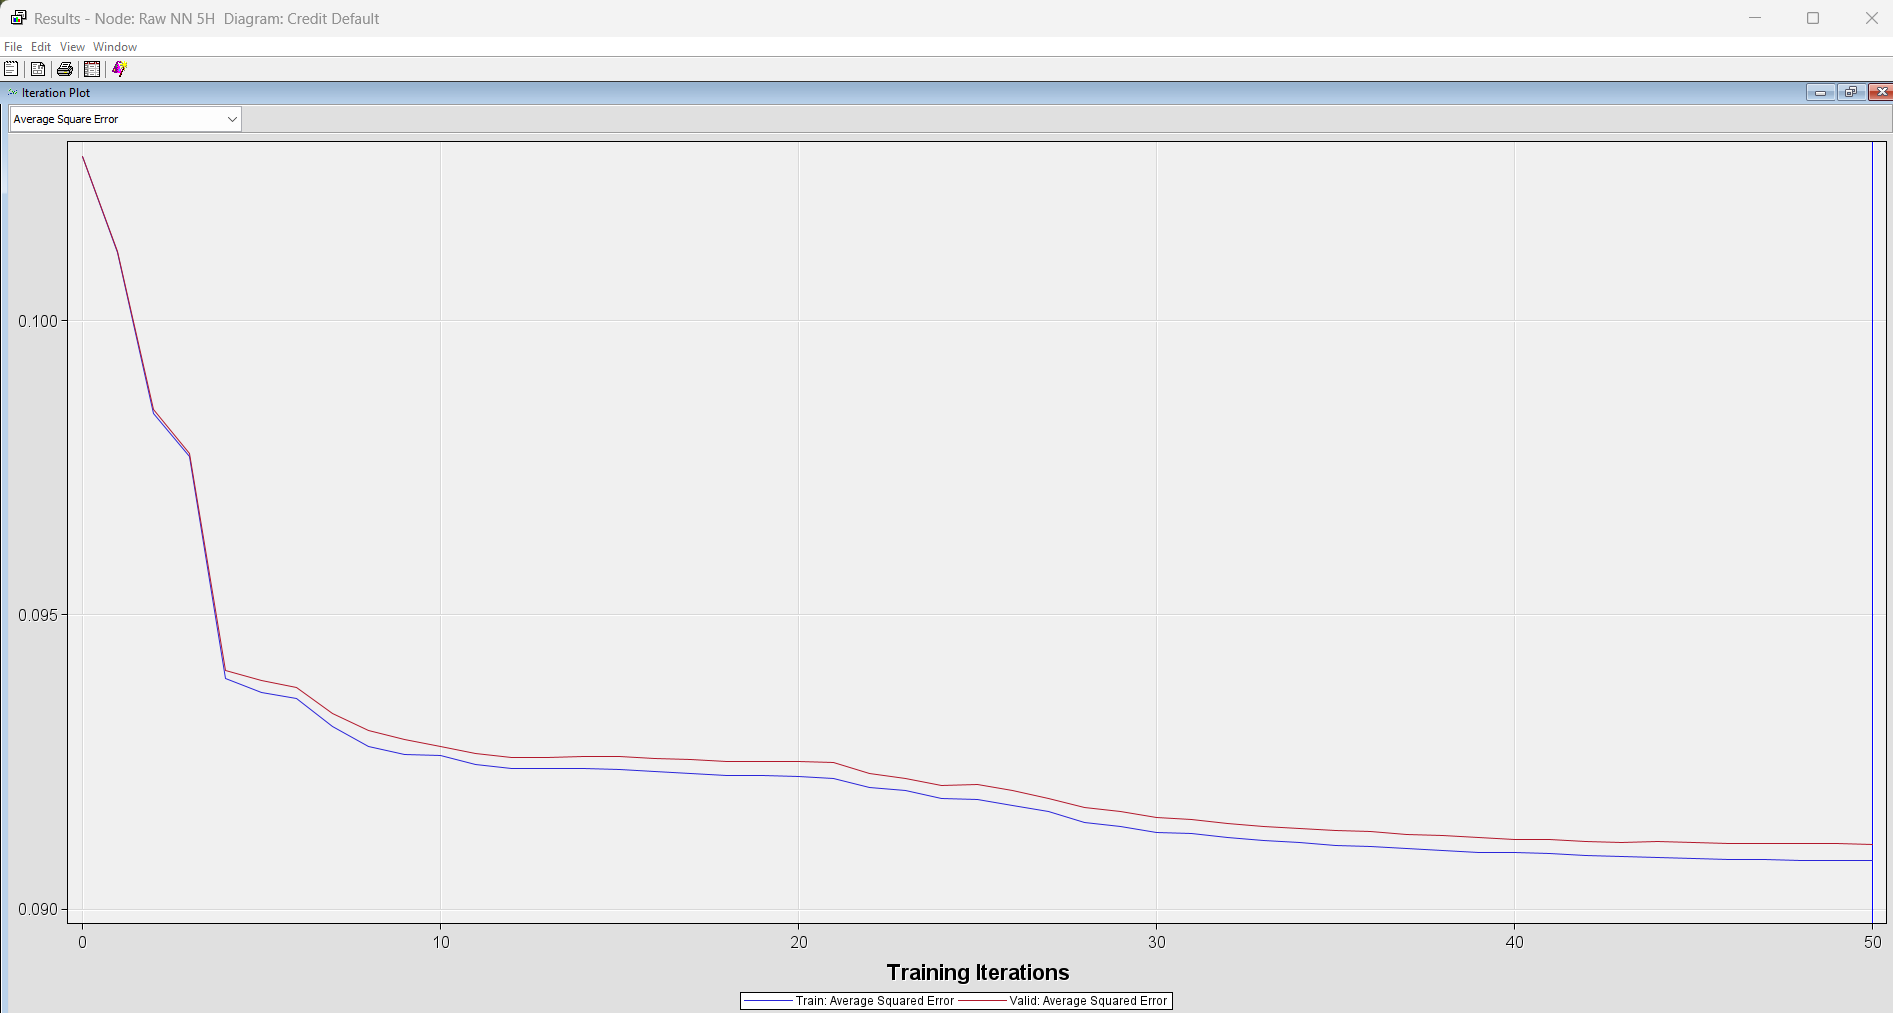 Results - Node: Raw NN 5H  Diagram: Credit Default
File Edit View Window
Iteration Plot
Average Square Error
0.100
0.095
0.090
0 10 20 30 40 50
Training Iterations
Train: Average Squared Error Valid: Average Squared Error